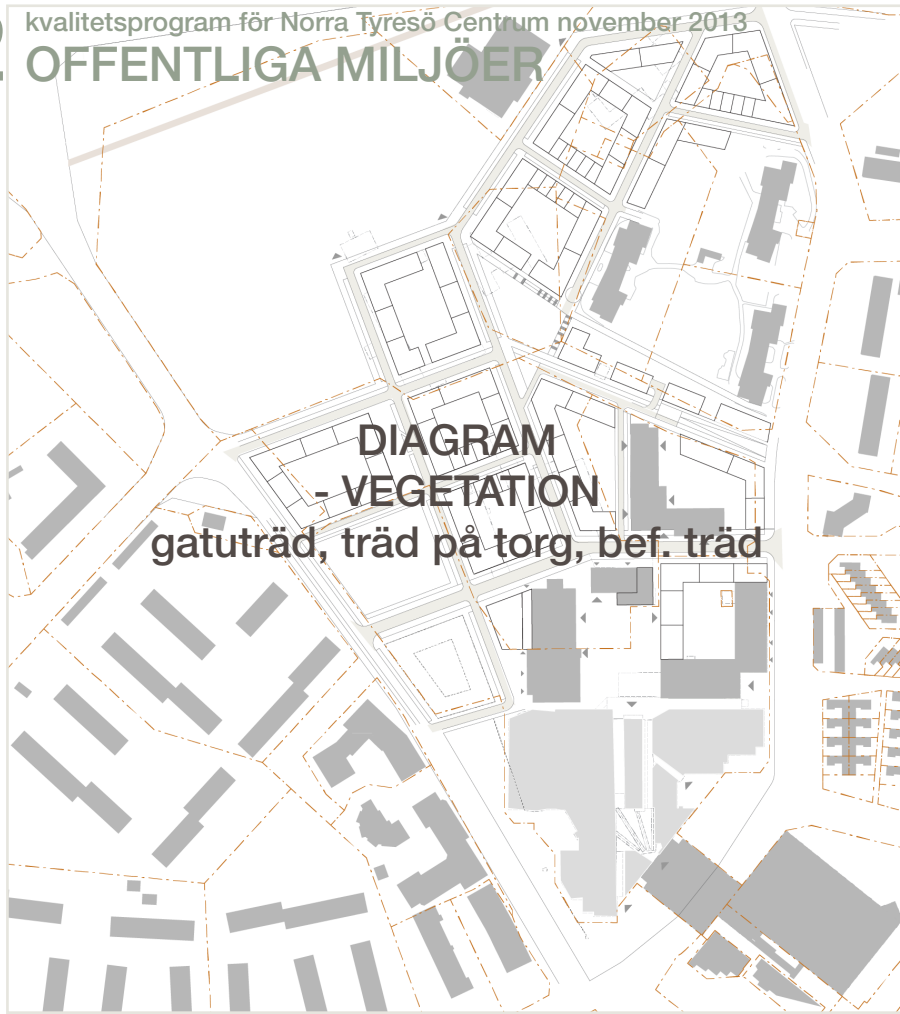 kvalitetsprogram för Norra Tyresö Centrum november 2013
OFFENTLIGA MILJÖER
DIAGRAM
- VEGETATION
gatuträd, träd på torg, bef. träd